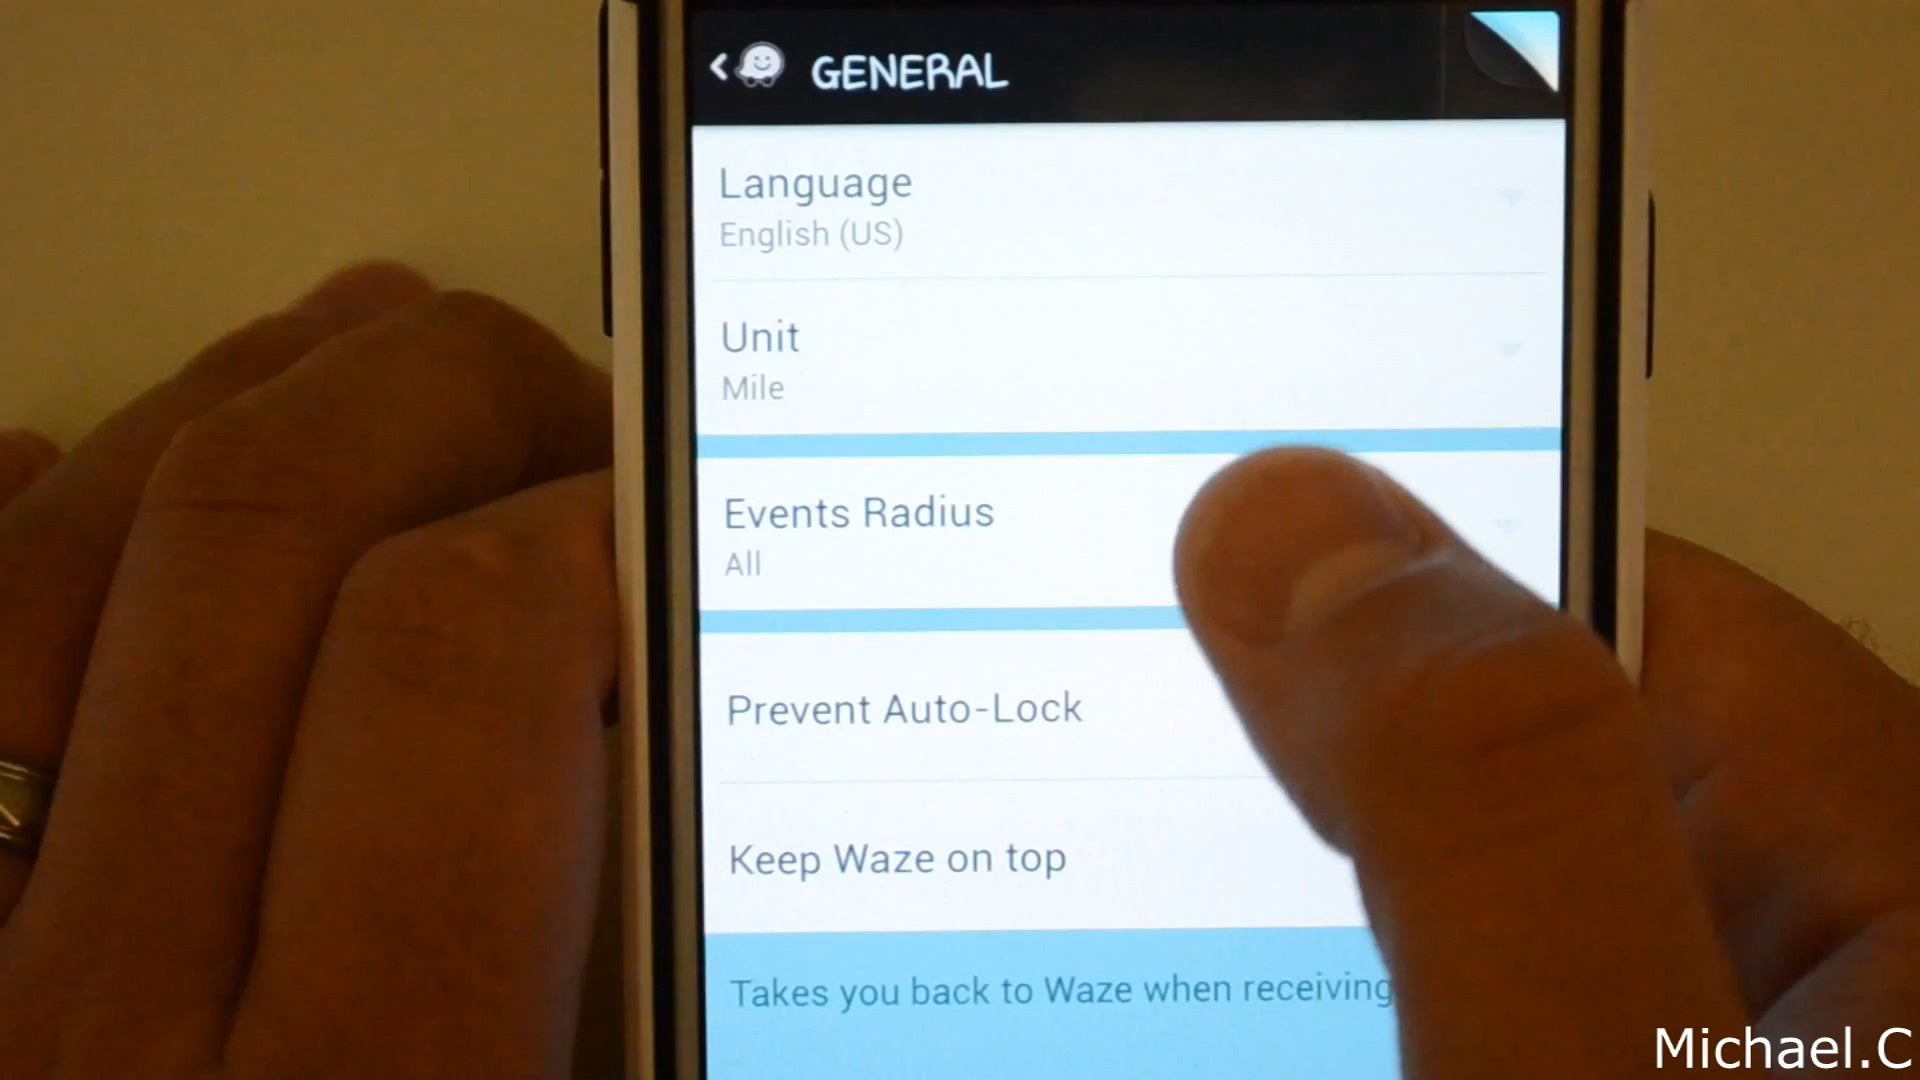 GENERAL
Language
English (US)
Unit
Mile
Events Radius
All
Prevent Auto-Lock
Keep Waze on top
Takes you back to Waze when receiving
Michael.C